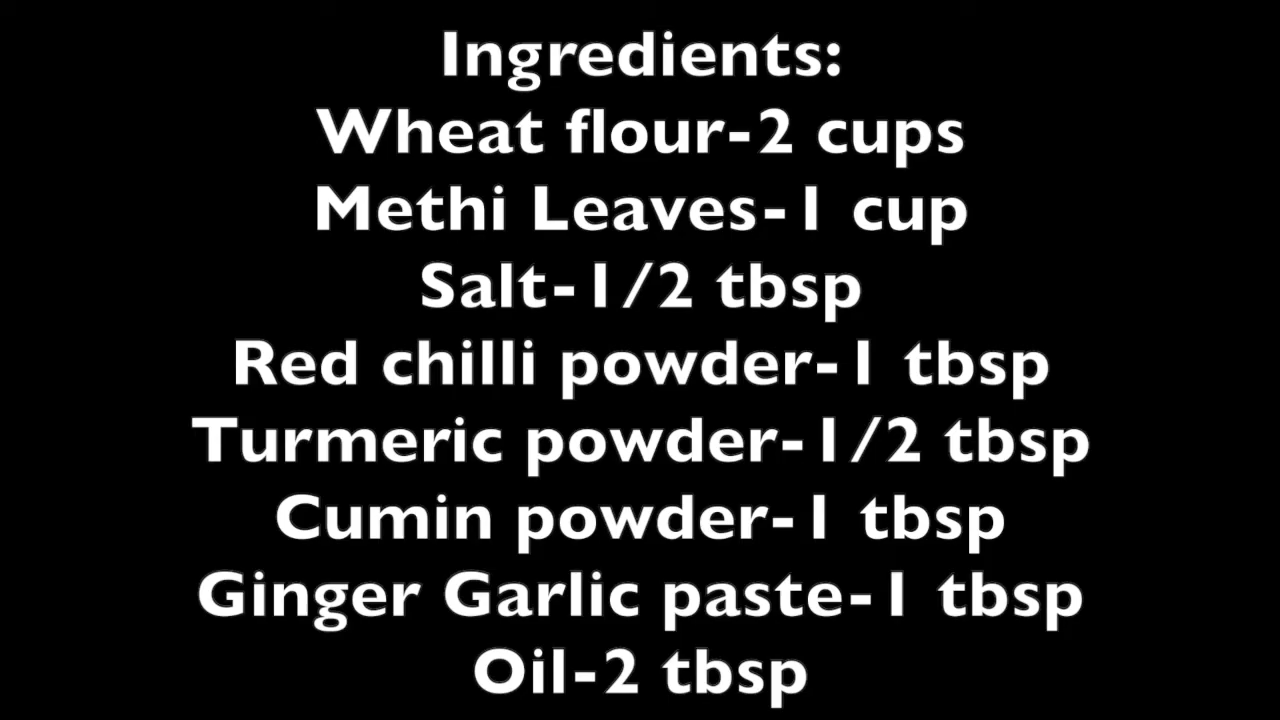 Ingredients:
Wheat flour-2 cups
Methi Leaves-1 cup
Salt-1/2 tbsp
Red chilli powder-1 tbsp
Turmeric powder-1/2 tbsp
Cumin powder-1 tbsp
Ginger Garlic paste-1 tbsp
Oil-2 tbsp